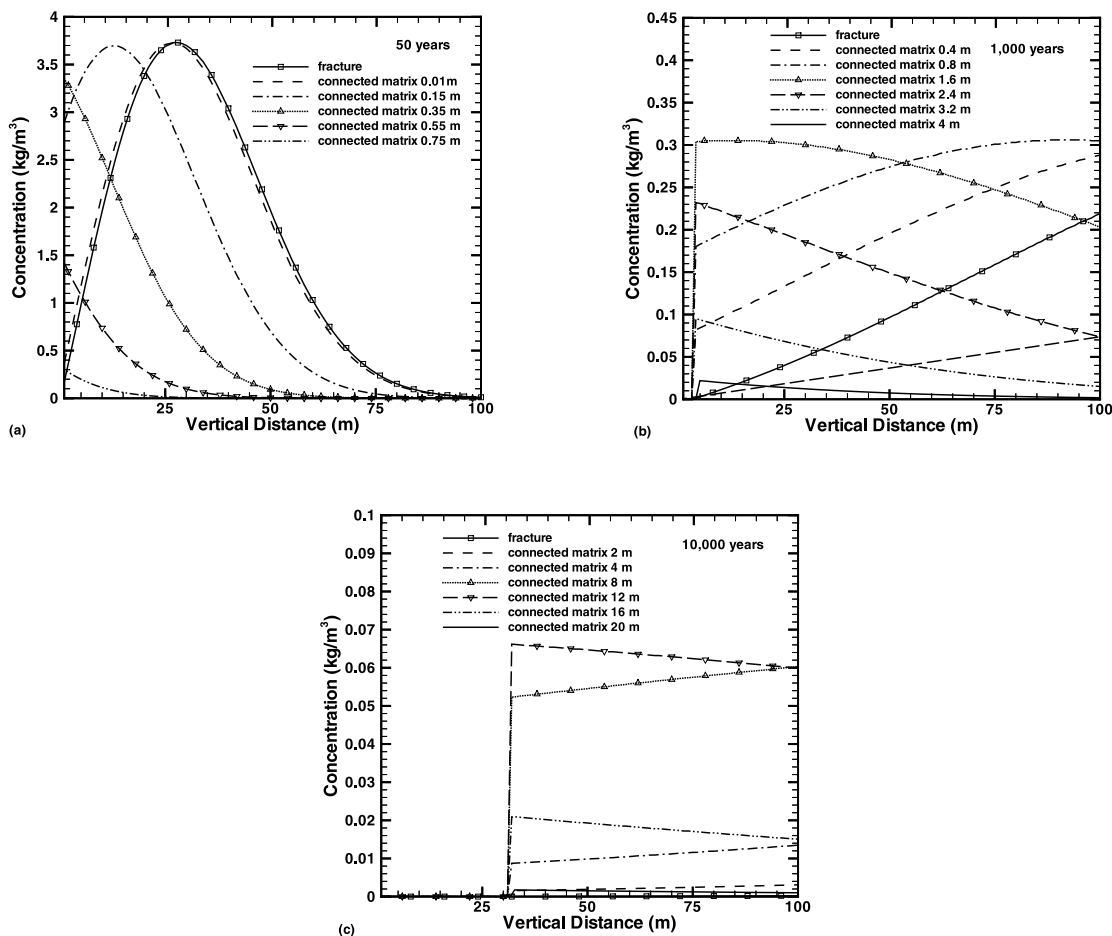 4
3.5
3
2.5
2
1.5
1
0.5
0
Concentration (kg/m3)
50 years
fracture
connected matrix 0.01m
connected matrix 0.15 m
connected matrix 0.35 m
connected matrix 0.55 m
connected matrix 0.75 m
25 50 75 100
Vertical Distance (m)
(a)
0.45
0.4
0.35
0.3
0.25
0.2
0.15
0.1
0.05
0
Concentration (kg/m3)
1,000 years
fracture
connected matrix 0.4 m
connected matrix 0.8 m
connected matrix 1.6 m
connected matrix 2.4 m
connected matrix 3.2 m
connected matrix 4 m
25 50 75 100
Vertical Distance (m)
(b)
0.1
0.09
0.08
0.07
0.06
0.05
0.04
0.03
0.02
0.01
0
Concentration (kg/m3)
10,000 years
fracture
connected matrix 2 m
connected matrix 4 m
connected matrix 8 m
connected matrix 12 m
connected matrix 16 m
connected matrix 20 m
25 50 75 100
Vertical Distance (m)
(c)